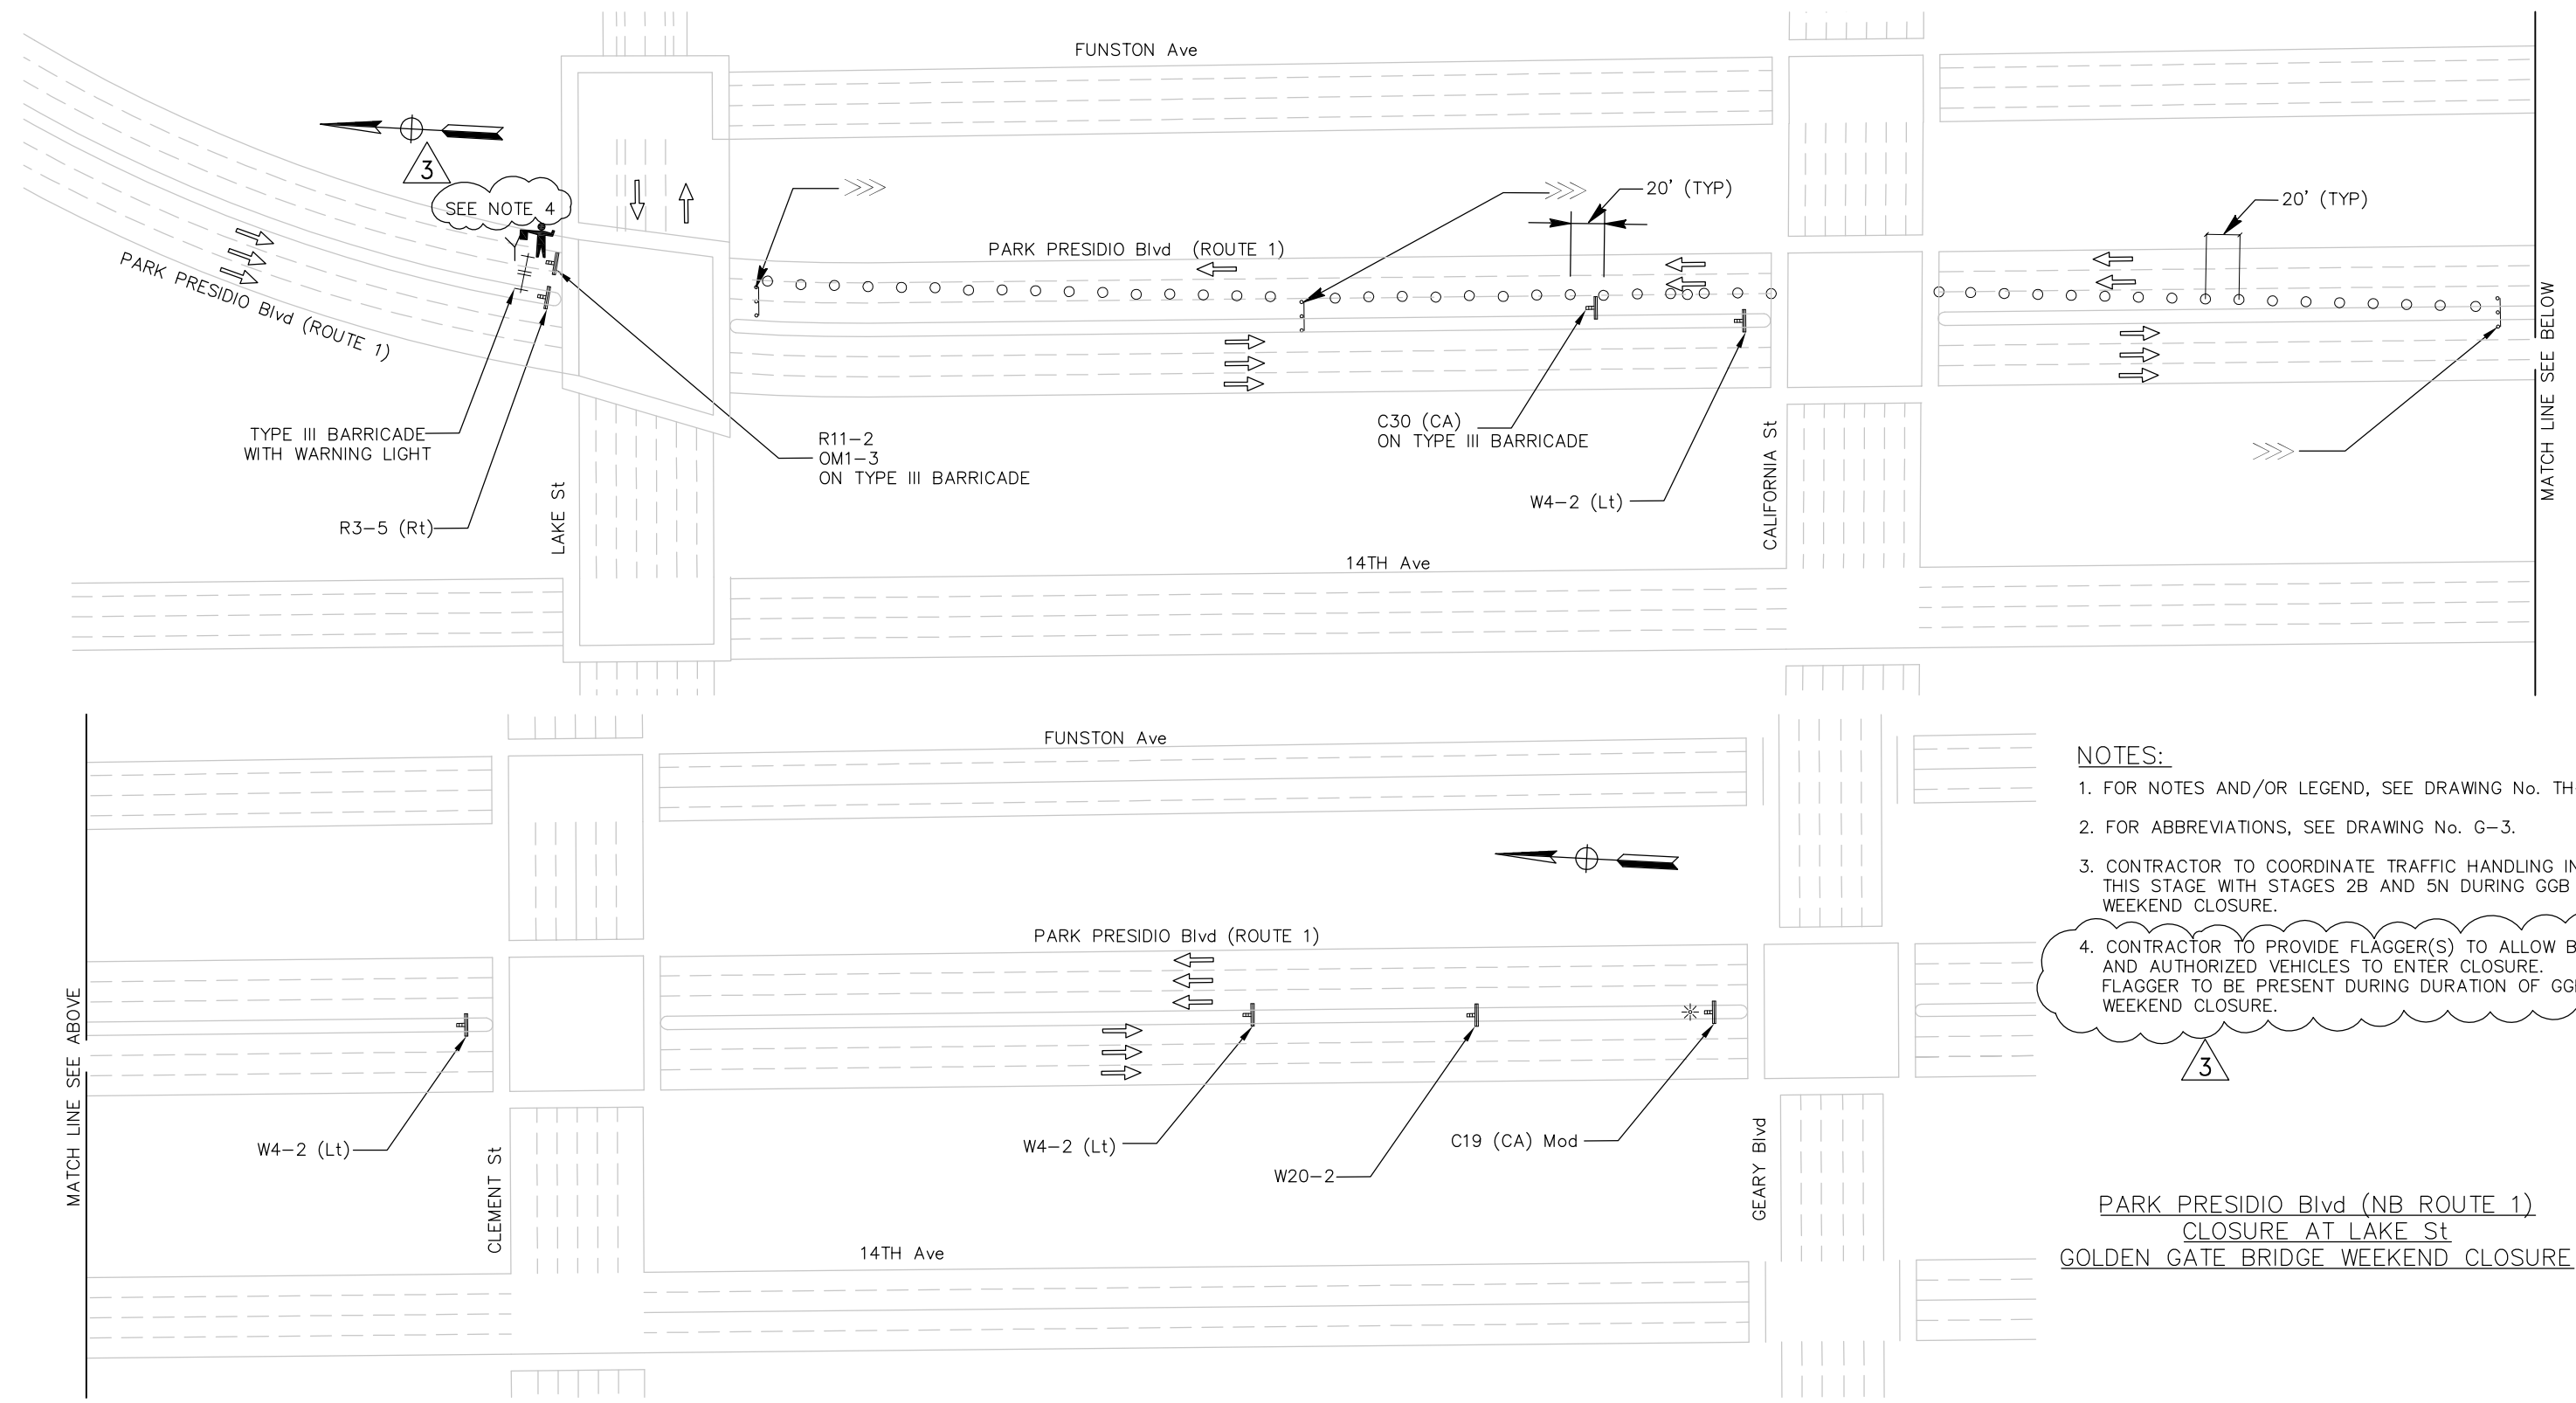 FUNSTON Ave
3
SEE NOTE 4
20' (TYP)
20' (TYP)
PARK PRESIDIO Blvd (ROUTE 1)
PARK PRESIDIO Blvd (ROUTE 1)
MATCH LINE SEE BELOW
TYPE III BARRICADE
WITH WARNING LIGHT
R11-2
OM1-3
ON TYPE III BARRICADE
C30 (CA)
ON TYPE III BARRICADE
R3-5 (Rt)
LAKE St
W4-2 (Lt)
CALIFORNIA St
14TH Ave
FUNSTON Ave
PARK PRESIDIO Blvd (ROUTE 1)
MATCH LINE SEE ABOVE
W4-2 (Lt)
CLEMENT St
W4-2 (Lt)
W20-2
C19 (CA) Mod
GEARY Blvd
14TH Ave
NOTES:
1. FOR NOTES AND/OR LEGEND, SEE DRAWING No. TH
2. FOR ABBREVIATIONS, SEE DRAWING No. G-3.
3. CONTRACTOR TO COORDINATE TRAFFIC HANDLING IN
THIS STAGE WITH STAGES 2B AND 5N DURING GGB
WEEKEND CLOSURE.
4. CONTRACTOR TO PROVIDE FLAGGER(S) TO ALLOW B
AND AUTHORIZED VEHICLES TO ENTER CLOSURE.
FLAGGER TO BE PRESENT DURING DURATION OF GG
WEEKEND CLOSURE.
3
PARK PRESIDIO Blvd (NB ROUTE 1)
CLOSURE AT LAKE St
GOLDEN GATE BRIDGE WEEKEND CLOSURE